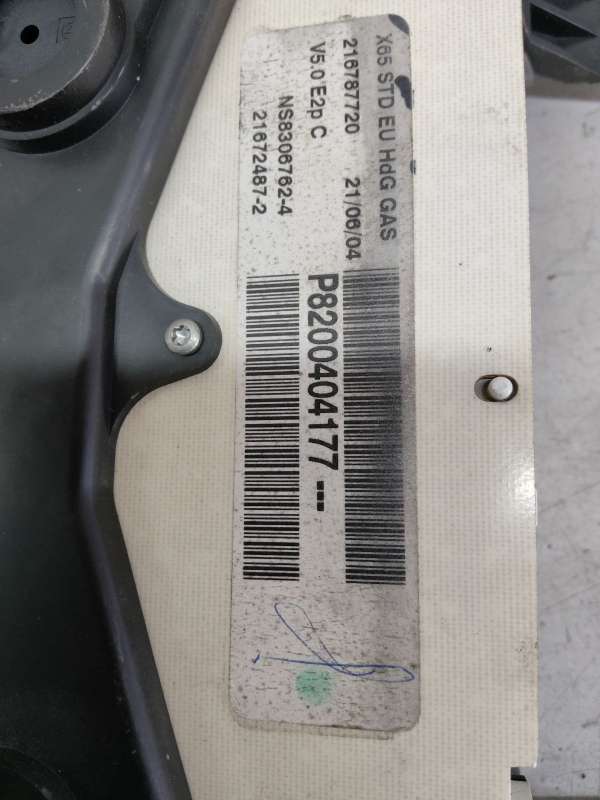 X65 STD EU HdG GAS
216787720 21/06/04
V5.0 E2p C P8200404177 ---
NS8306762-4
21672487-2